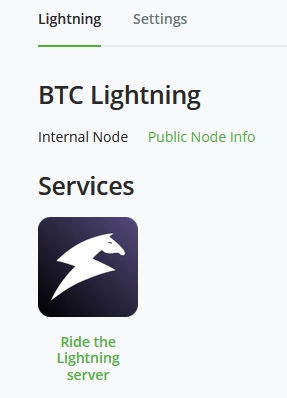 Lightning Settings
BTC Lightning
Internal Node Public Node Info
Services
Ride the
Lightning
server